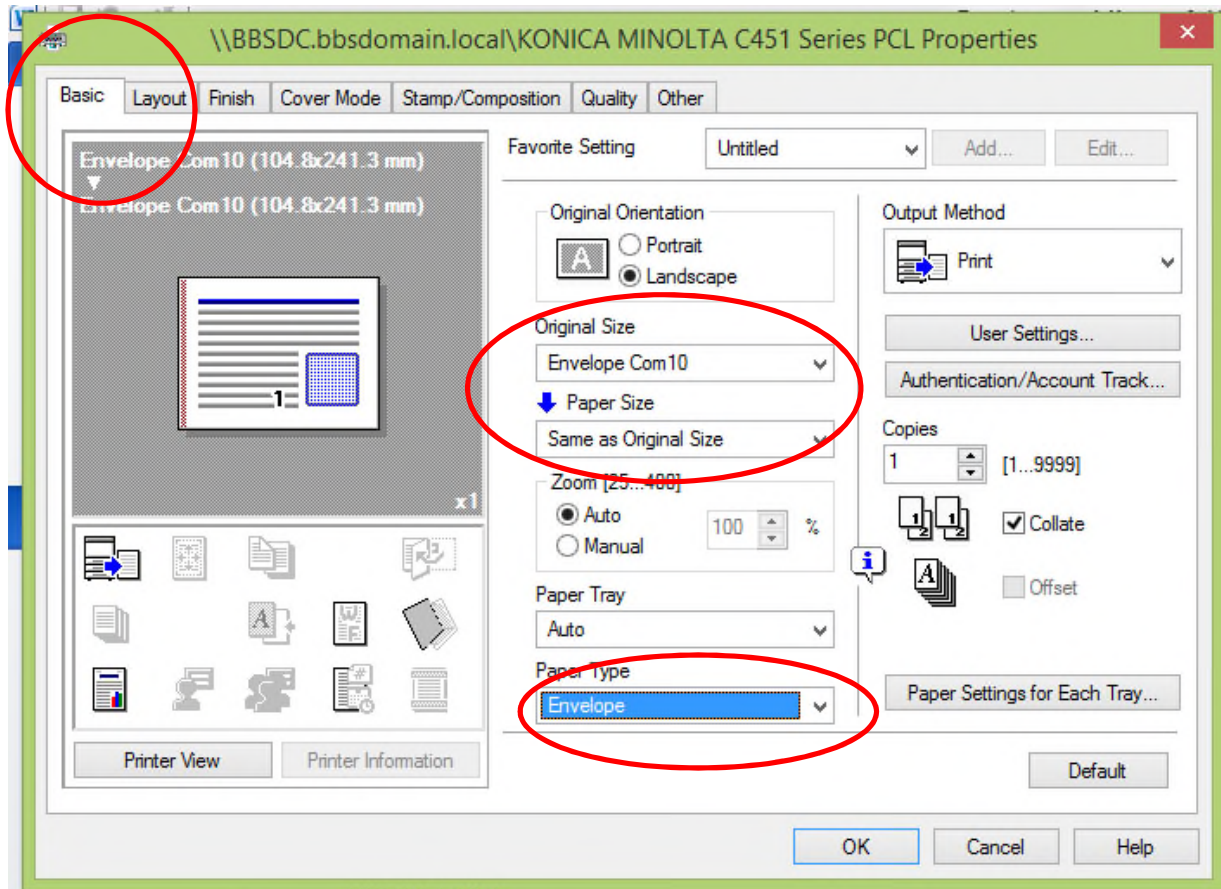 \\BBSDC.bbsdomain.local\KONICA MINOLTA C451 Series PCL Properties
Basic Layout Finish Cover Mode Stamp/Composition Quality Other
Envelope Com10 (104.8x241.3 mm)
Envelope Com10 (104.8x241.3 mm)
1
x1
Printer View Printer Information
Favorite Setting Untitled Add... Edit...
Original Orientation
A
Portrait
Landscape
Original Size
Envelope Com10
Paper Size
Same as Original Size
Zoom [25...400]
Auto
Manual
100 %
Paper Tray
Auto
Paper Type
Envelope
Output Method
Print
User Settings...
Authentication/Account Track...
Copies
1 [1...9999]
Collate
Offset
Paper Settings for Each Tray...
Default
OK Cancel Help